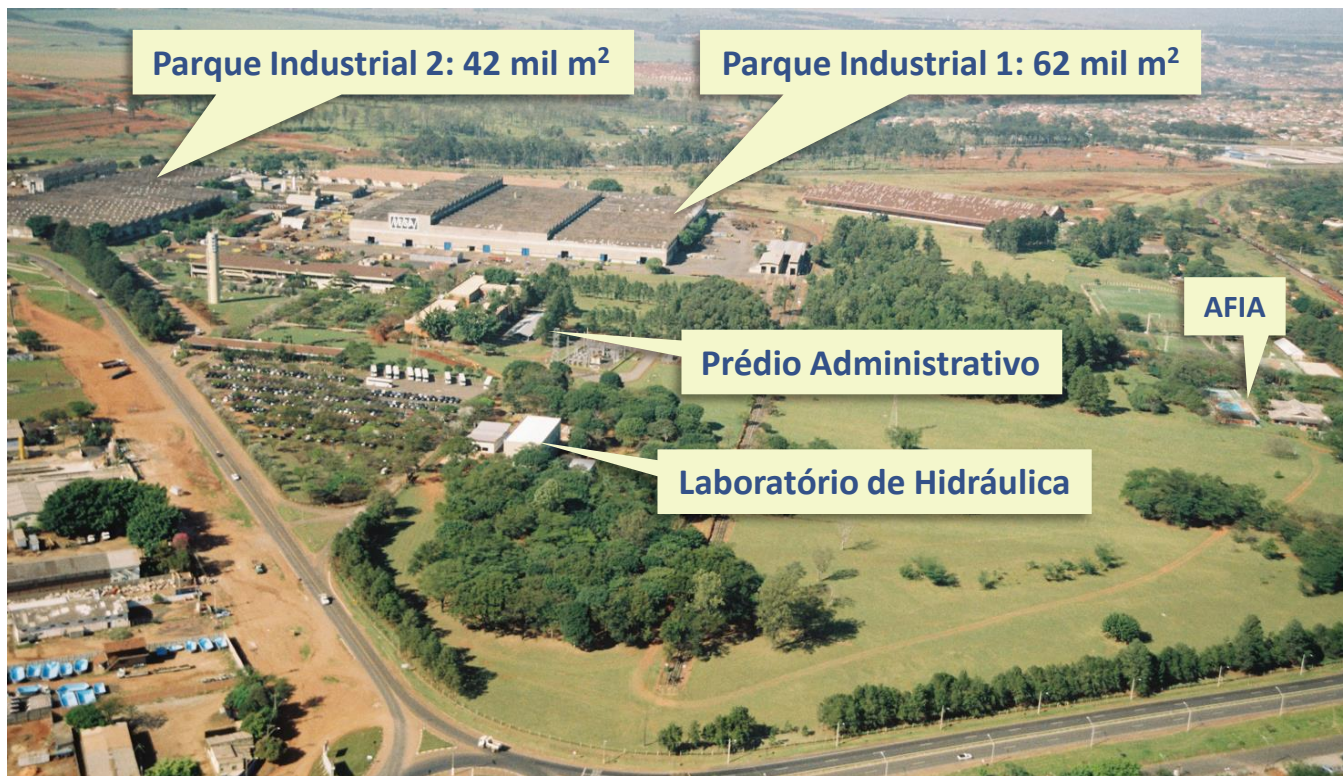 Parque Industrial 2: 42 mil m²
Parque Industrial 1: 62 mil m²
AFIA
Prédio Administrativo
Laboratório de Hidráulica